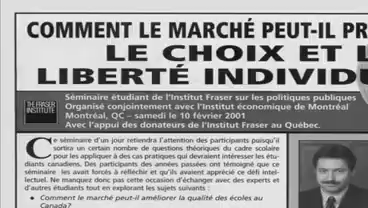 COMMENT LE MARCHÉ PEUT-IL
LE CHOIX ET
LIBERTÉ
THE FRASER
INSTITUTE
Séminaire étudiant de l'Institut Fraser sur les politiques publiques
Organisé conjointement avec l'Institut économique de Montréal
Montréal, QC – samedi le 10 février 2001
Avec l'appui des donateurs de l'Institut Fraser au Québec.
Ce séminaire d'un jour retiendra l'attention des participants puisqu'il
sortira un certain nombre de questions théoriques du cadre scolaire
pour les appliquer à des cas pratiques qui devraient intéresser les étu-
diants canadiens. Des participants des années passées ont témoigné que ce
séminaire les avait forcés à réfléchir et qu'ils avaient apprécié ce défi intel-
lectuel. Ne manquez donc pas cette occasion d'échanger avec des experts et
d'autres étudiants tout en explorant les sujets suivants :
• Comment le marché peut-il améliorer la qualité des écoles au
Canada?